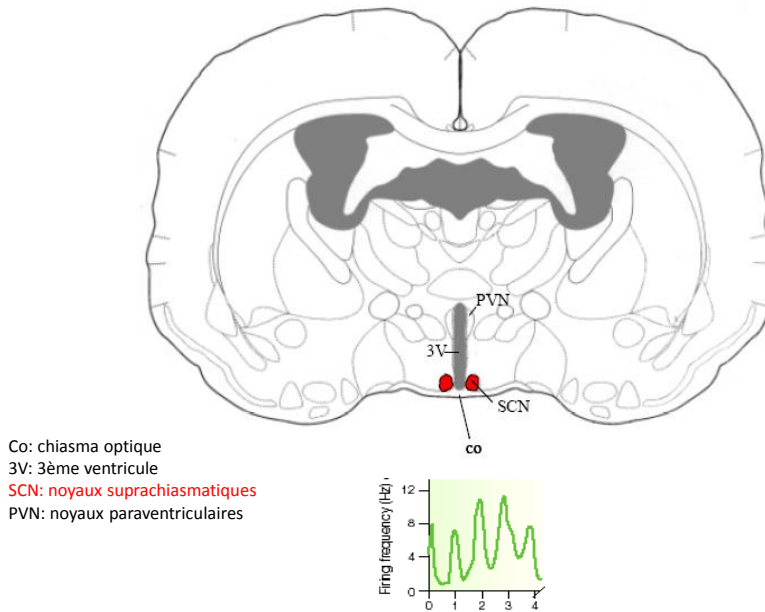 PVN
3V
SCN
co
Co: chiasma optique
3V: 3ème ventricule
SCN: noyaux suprachiasmatiques
PVN: noyaux paraventriculaires
Firing frequency (Hz)
12
8
4
0
0 1 2 3 4